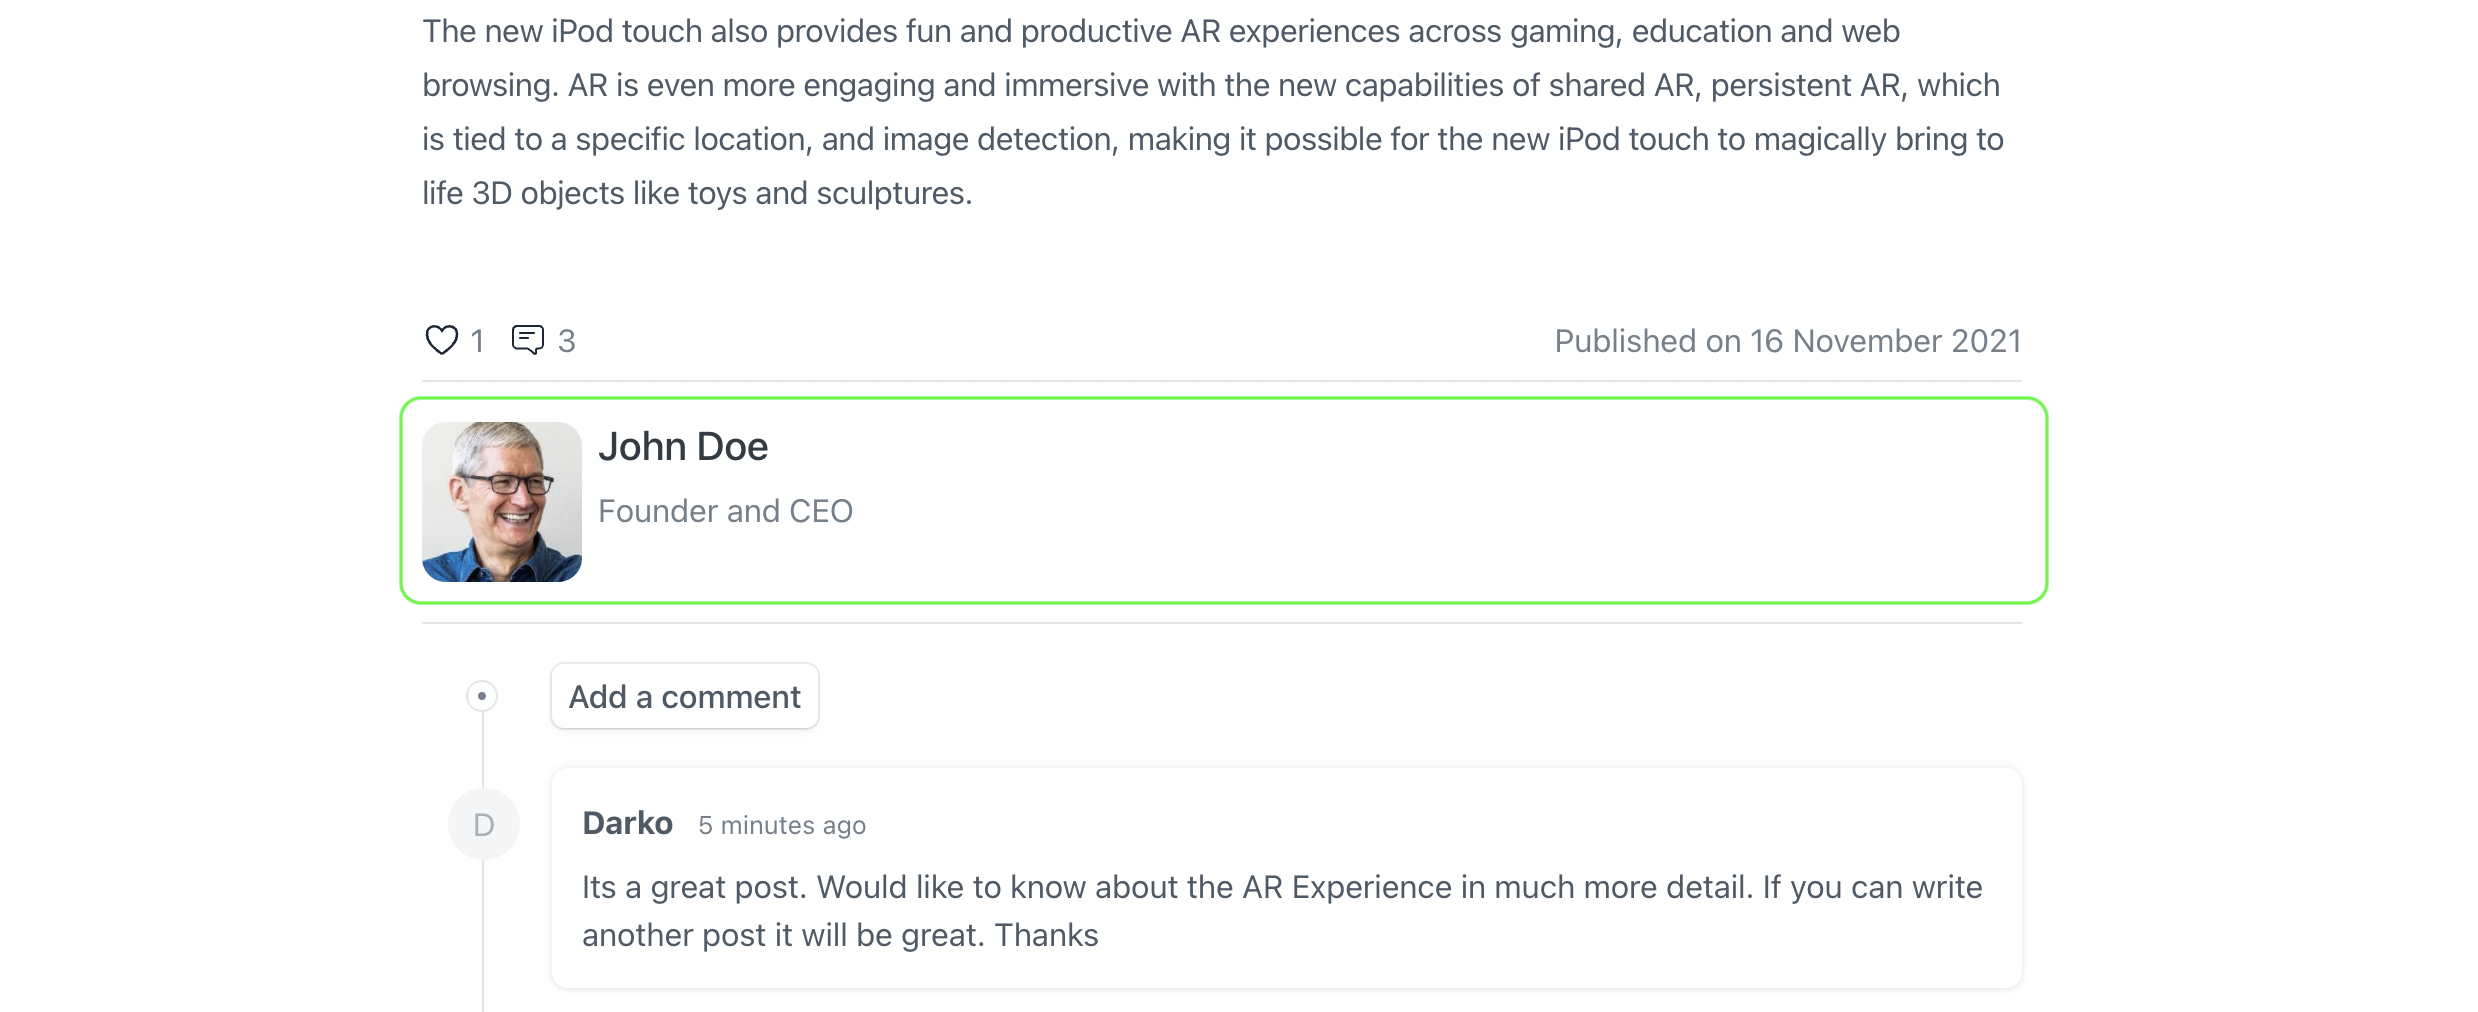 The new iPod touch also provides fun and productive AR experiences across gaming, education and web
browsing. AR is even more engaging and immersive with the new capabilities of shared AR, persistent AR, which
is tied to a specific location, and image detection, making it possible for the new iPod touch to magically bring to
life 3D objects like toys and sculptures.
1 3 Published on 16 November 2021
John Doe
Founder and CEO
Add a comment
D
Darko 5 minutes ago
Its a great post. Would like to know about the AR Experience in much more detail. If you can write
another post it will be great. Thanks